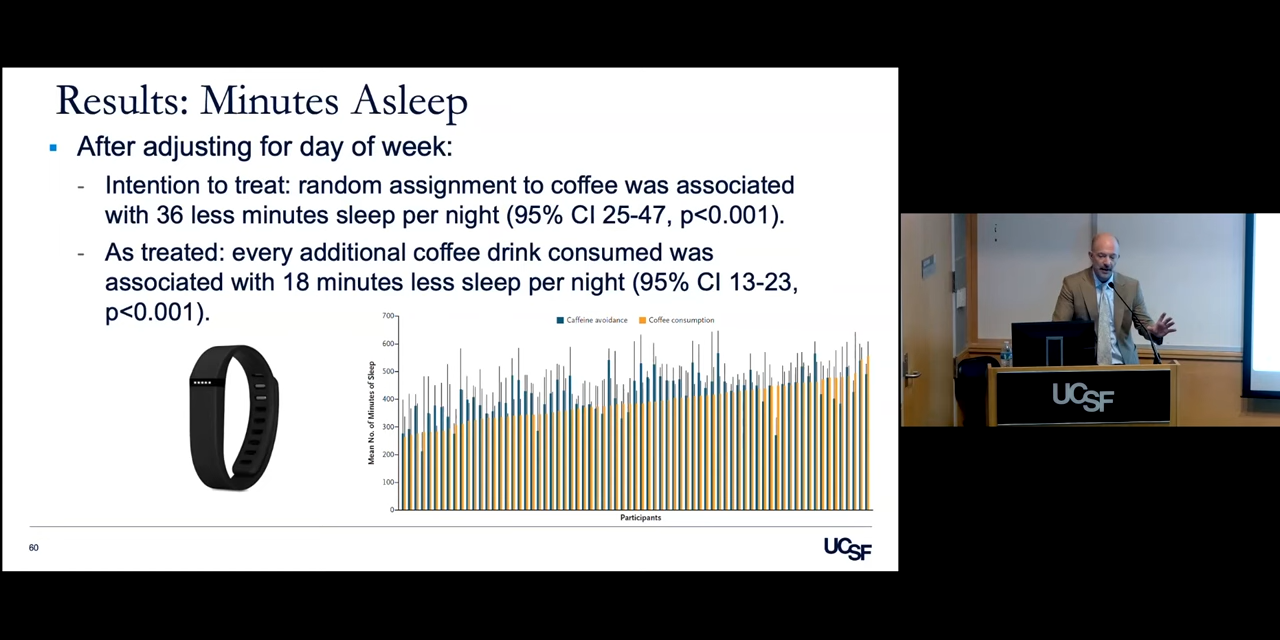 Results: Minutes Asleep
▪ After adjusting for day of week:
- Intention to treat: random assignment to coffee was associated
with 36 less minutes sleep per night (95% CI 25-47, p<0.001).
- As treated: every additional coffee drink consumed was
associated with 18 minutes less sleep per night (95% CI 13-23,
p<0.001).
Caffeine avoidance Coffee consumption
Mean No. of Minutes of Sleep
700
600
500
400
300
200
100
0
Participants
60
UCSF
UCSF